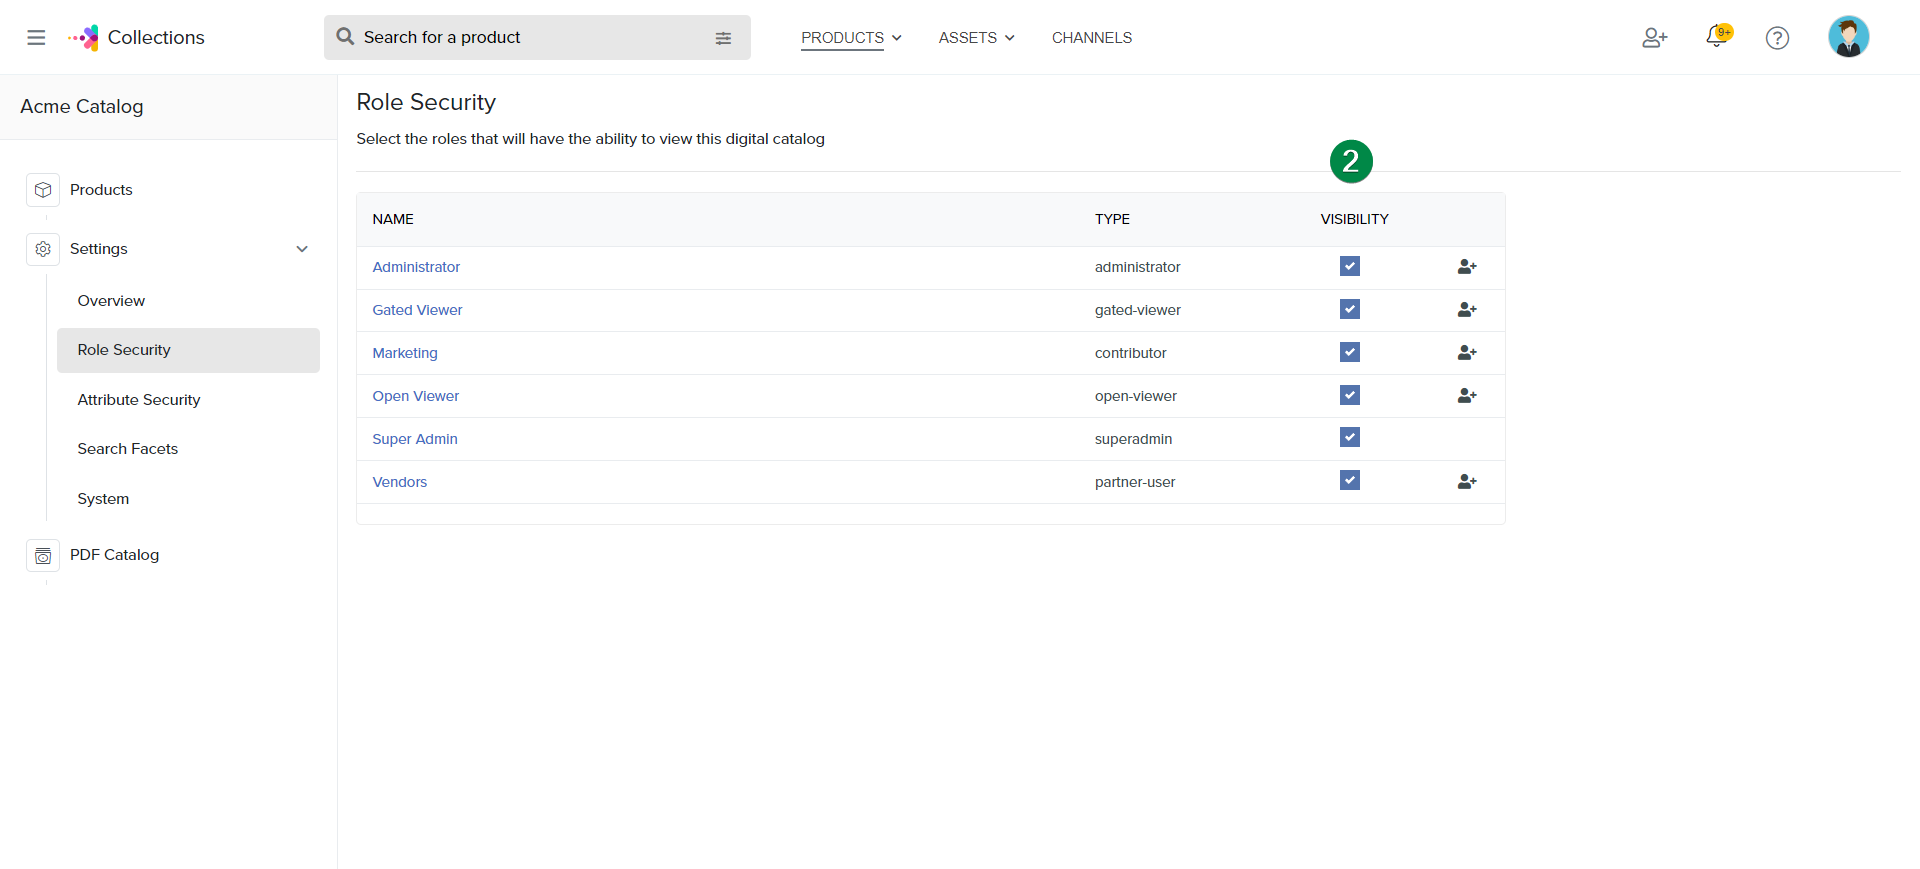 Collections
Search for a product
PRODUCTS
ASSETS
CHANNELS
9+
?
Acme Catalog
Products
Settings
Overview
Role Security
Attribute Security
Search Facets
System
PDF Catalog
Role Security
Select the roles that will have the ability to view this digital catalog
2
NAME TYPE VISIBILITY
Administrator administrator
Gated Viewer gated-viewer
Marketing contributor
Open Viewer open-viewer
Super Admin superadmin
Vendors partner-user